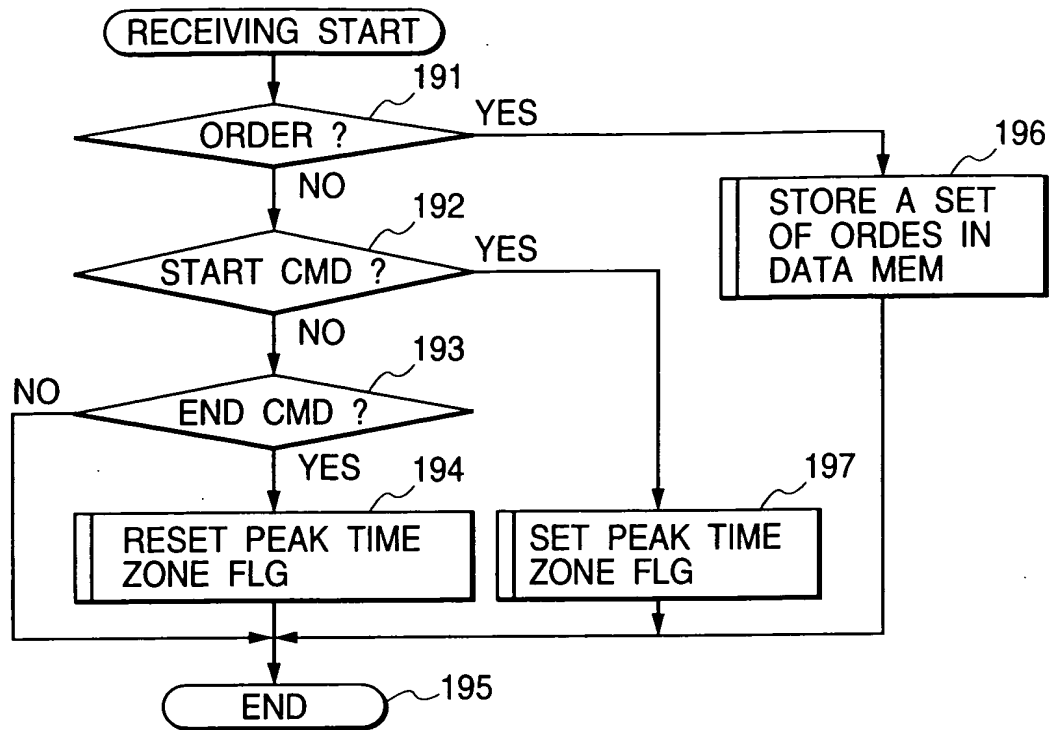 RECEIVING START
191
ORDER ?
YES
NO
196
STORE A SET
OF ORDES IN
DATA MEM
192
START CMD ?
YES
NO
193
END CMD ?
NO
YES
194
RESET PEAK TIME
ZONE FLG
197
SET PEAK TIME
ZONE FLG
END
195